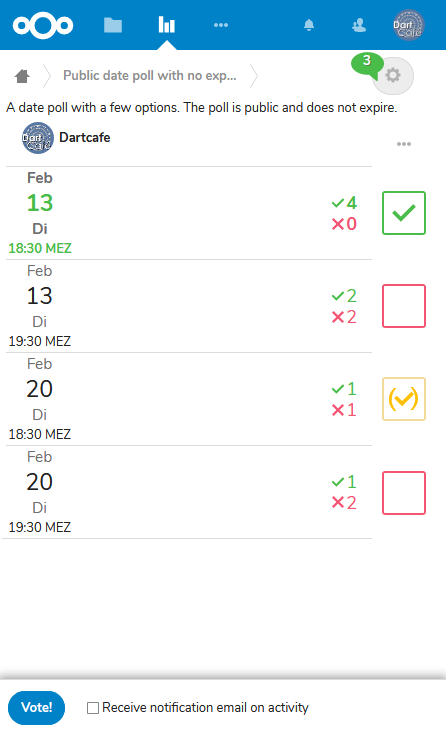 Dart
Cafe
3
Public date poll with no exp...
A date poll with a few options. The poll is public and does not expire.
Dart
Cafe
Dartcafe
Feb
13
Di
18:30 MEZ
4
0
Feb
13
Di
19:30 MEZ
2
2
Feb
20
Di
18:30 MEZ
1
1
Feb
20
Di
19:30 MEZ
1
2
Vote!
Receive notification email on activity